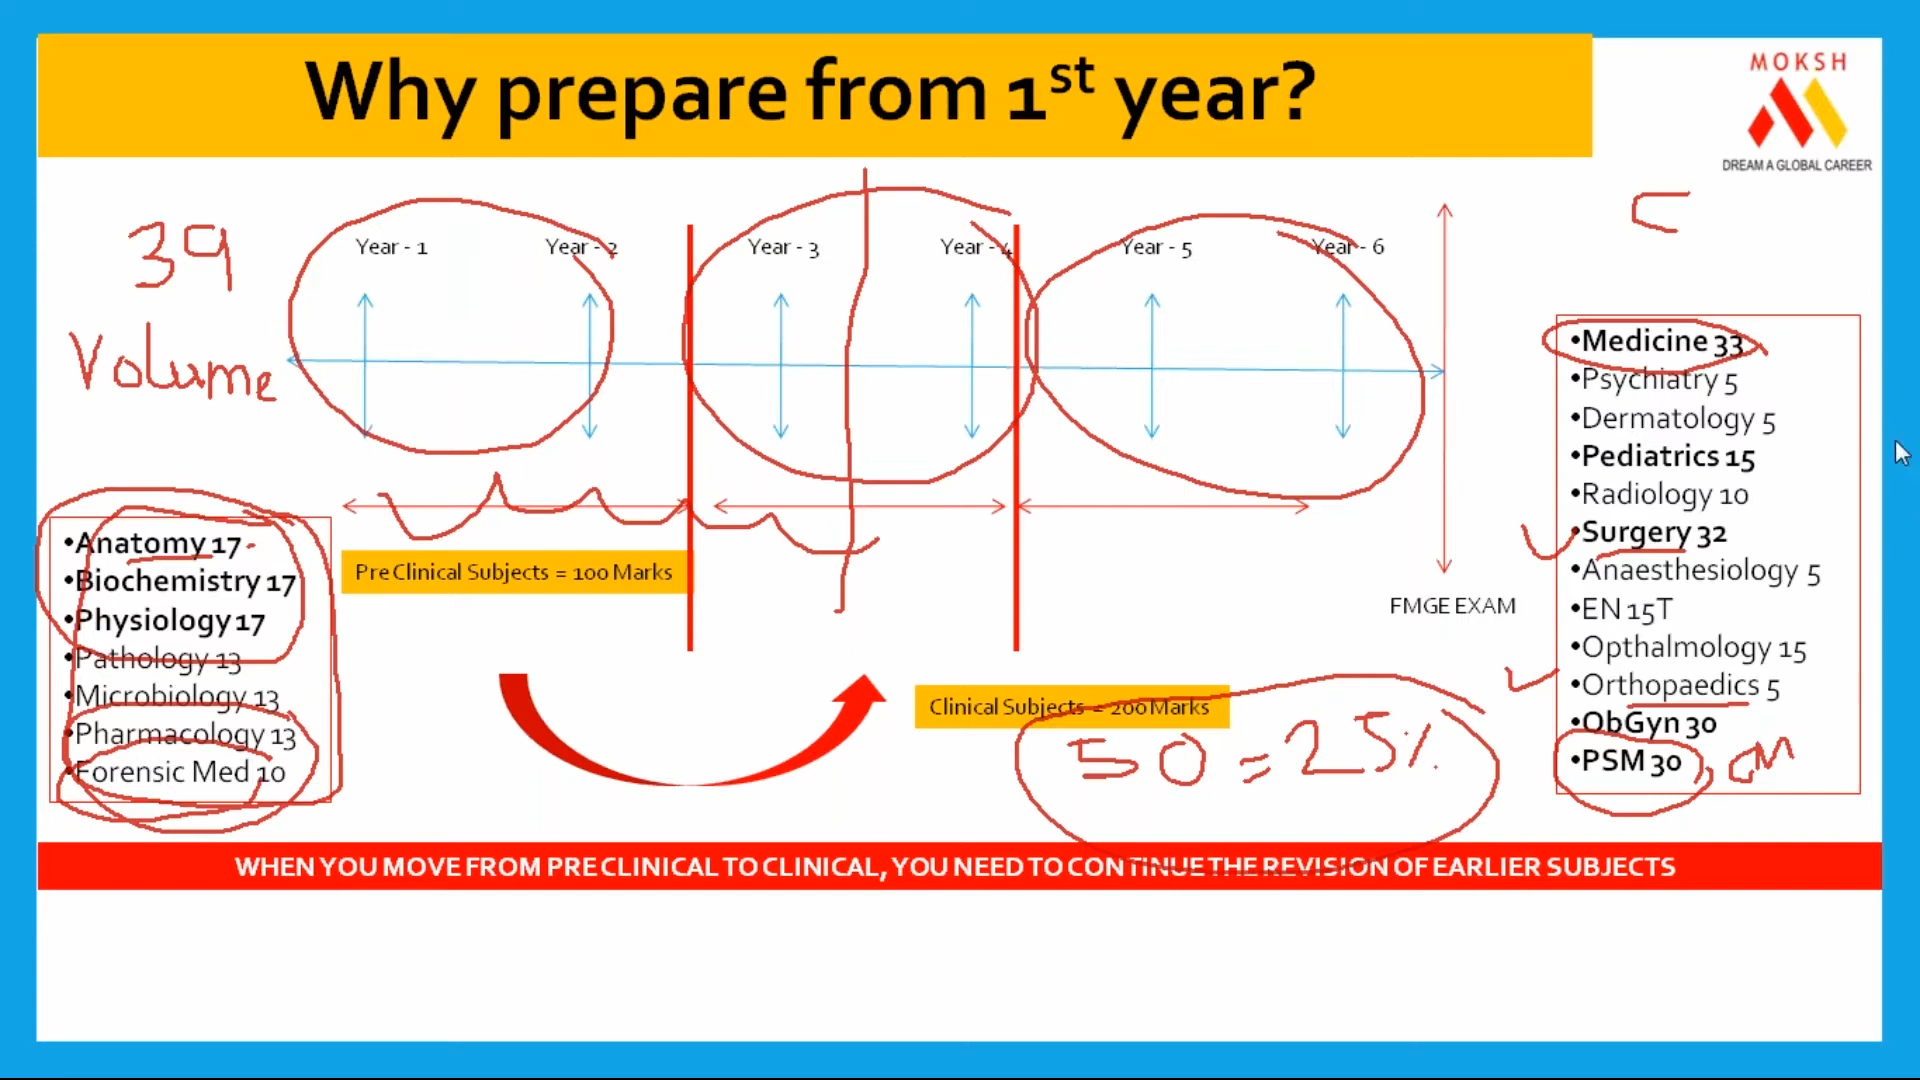 Why prepare from 1st year?
MOKSH
DREAM A GLOBAL CAREER
39
Volume
Year - 1
Year - 2
Year - 3
Year - 4
Year - 5
Year - 6
•Anatomy 17
•Biochemistry 17
•Physiology 17
•Pathology 13
•Microbiology 13
•Pharmacology 13
•Forensic Med 10
Pre Clinical Subjects = 100 Marks
Clinical Subjects = 200 Marks
50 = 25%
FMGE EXAM
•Medicine 33
•Psychiatry 5
•Dermatology 5
•Pediatrics 15
•Radiology 10
•Surgery 32
•Anaesthesiology 5
•EN 15T
•Opthalmology 15
•Orthopaedics 5
•ObGyn 30
•PSM 30
WHEN YOU MOVE FROM PRE CLINICAL TO CLINICAL, YOU NEED TO CONTINUE THE REVISION OF EARLIER SUBJECTS